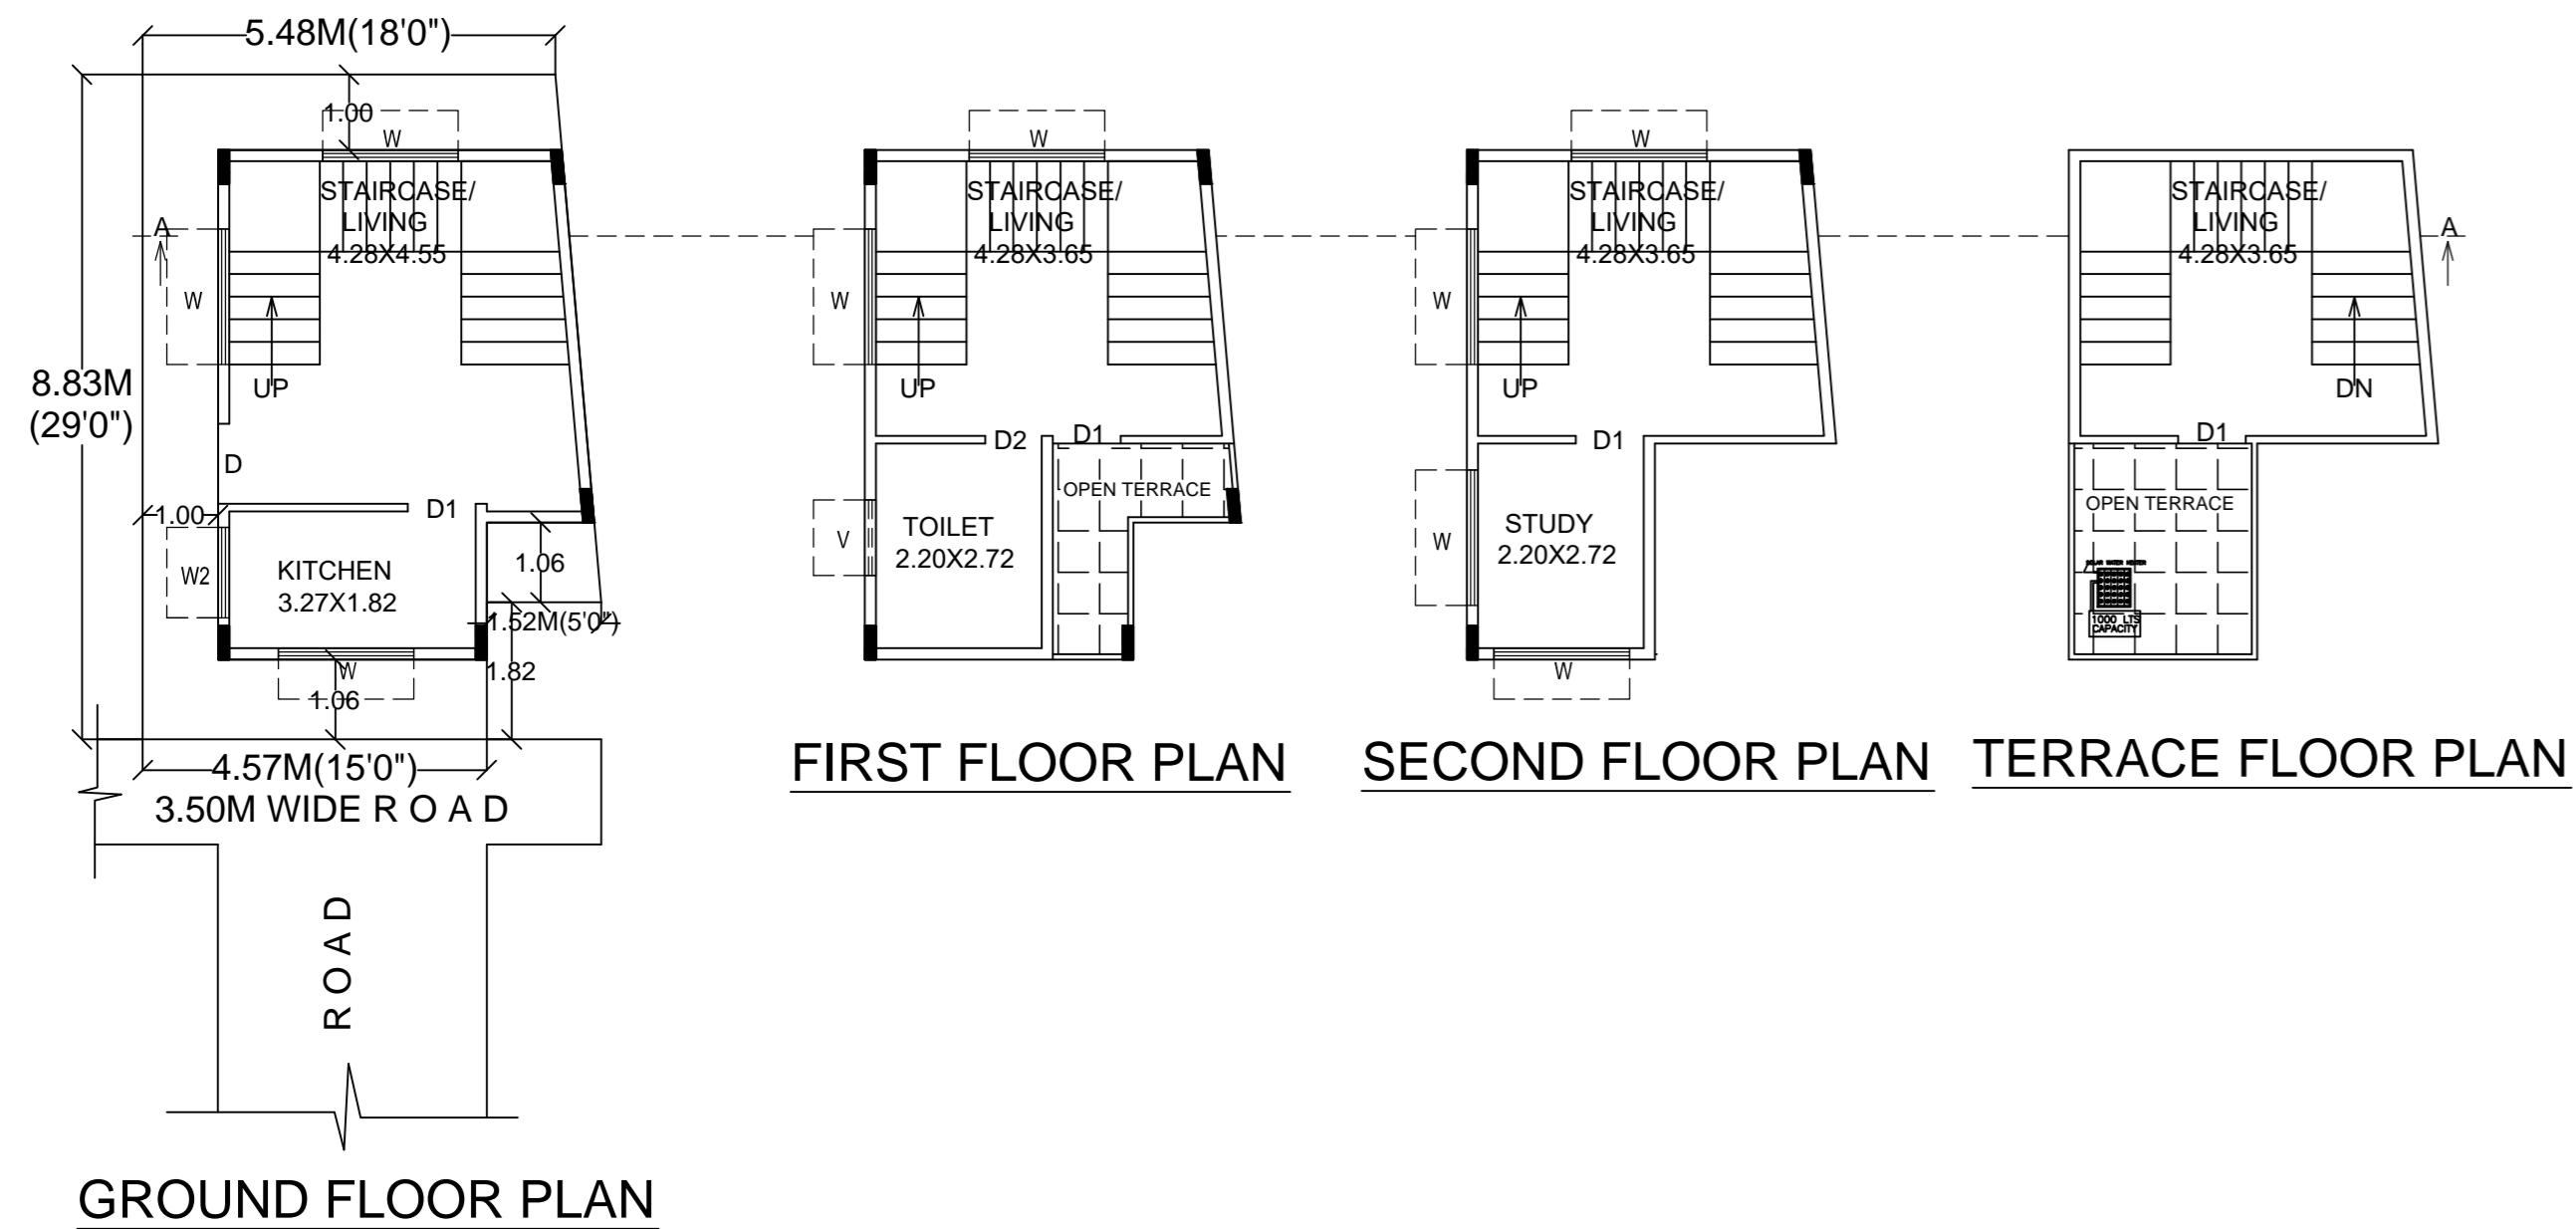 5.48M(18'0")
1.00
W
STAIRCASE/
LIVING
4.28X4.55
A
W
UP
8.83M
(29'0")
D
D1
1.00
W2
KITCHEN
3.27X1.82
1.06
1.52M(5'0")
1.82
W
1.06
4.57M(15'0")
3.50M WIDE R O A D
R O A D
GROUND FLOOR PLAN
W
STAIRCASE/
LIVING
4.28X3.65
W
UP
D2
D1
OPEN TERRACE
V
TOILET
2.20X2.72
FIRST FLOOR PLAN
W
STAIRCASE/
LIVING
4.28X3.65
W
UP
D1
W
STUDY
2.20X2.72
W
SECOND FLOOR PLAN
STAIRCASE/
LIVING
4.28X3.65
A
DN
D1
OPEN TERRACE
SOLAR WATER HEATER
1000 LTS
CAPACITY
TERRACE FLOOR PLAN